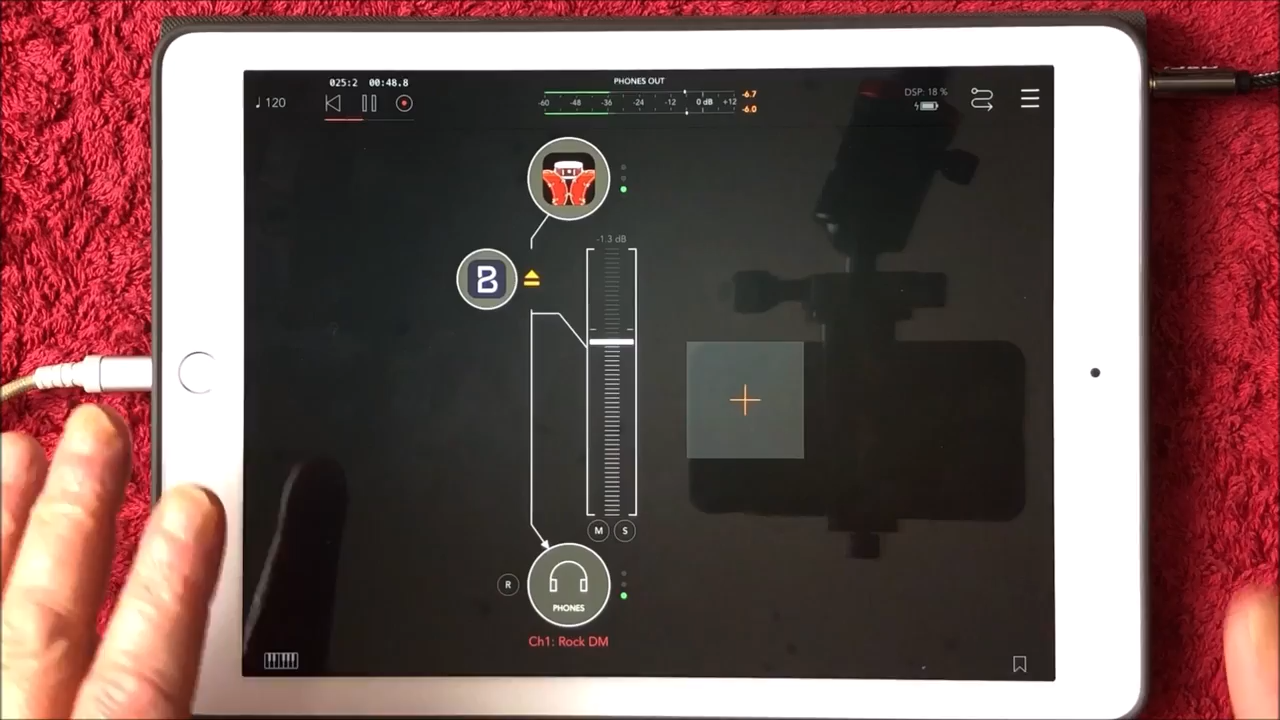 025:2 00:48.8
120
PHONES OUT
-60 -48 -36 -24 -12 0 dB +12
-6.7
-6.0
DSP: 18 %
-1.3 dB
B
M S
R
PHONES
Ch1: Rock DM